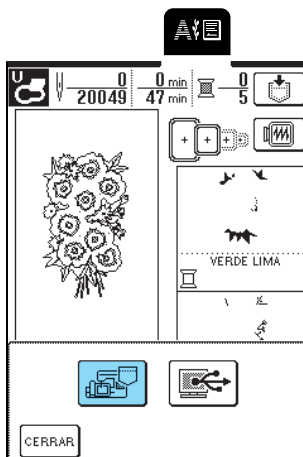 A
U 0 0 min 0
20049 47 min 5
VERDE LIMA
CERRAR